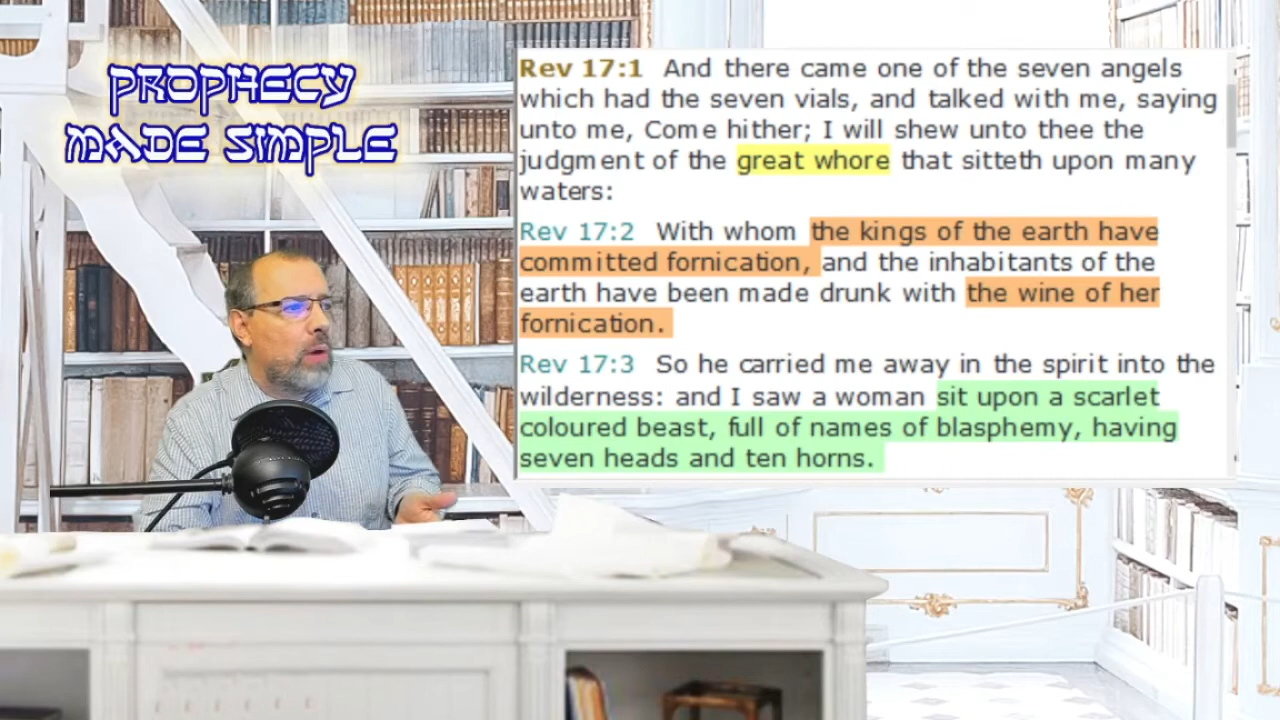 PROPHECY
MADE SIMPLE
Rev 17:1 And there came one of the seven angels
which had the seven vials, and talked with me, saying
unto me, Come hither; I will shew unto thee the
judgment of the great whore that sitteth upon many
waters:
Rev 17:2 With whom the kings of the earth have
committed fornication, and the inhabitants of the
earth have been made drunk with the wine of her
fornication.
Rev 17:3 So he carried me away in the spirit into the
wilderness: and I saw a woman sit upon a scarlet
coloured beast, full of names of blasphemy, having
seven heads and ten horns.